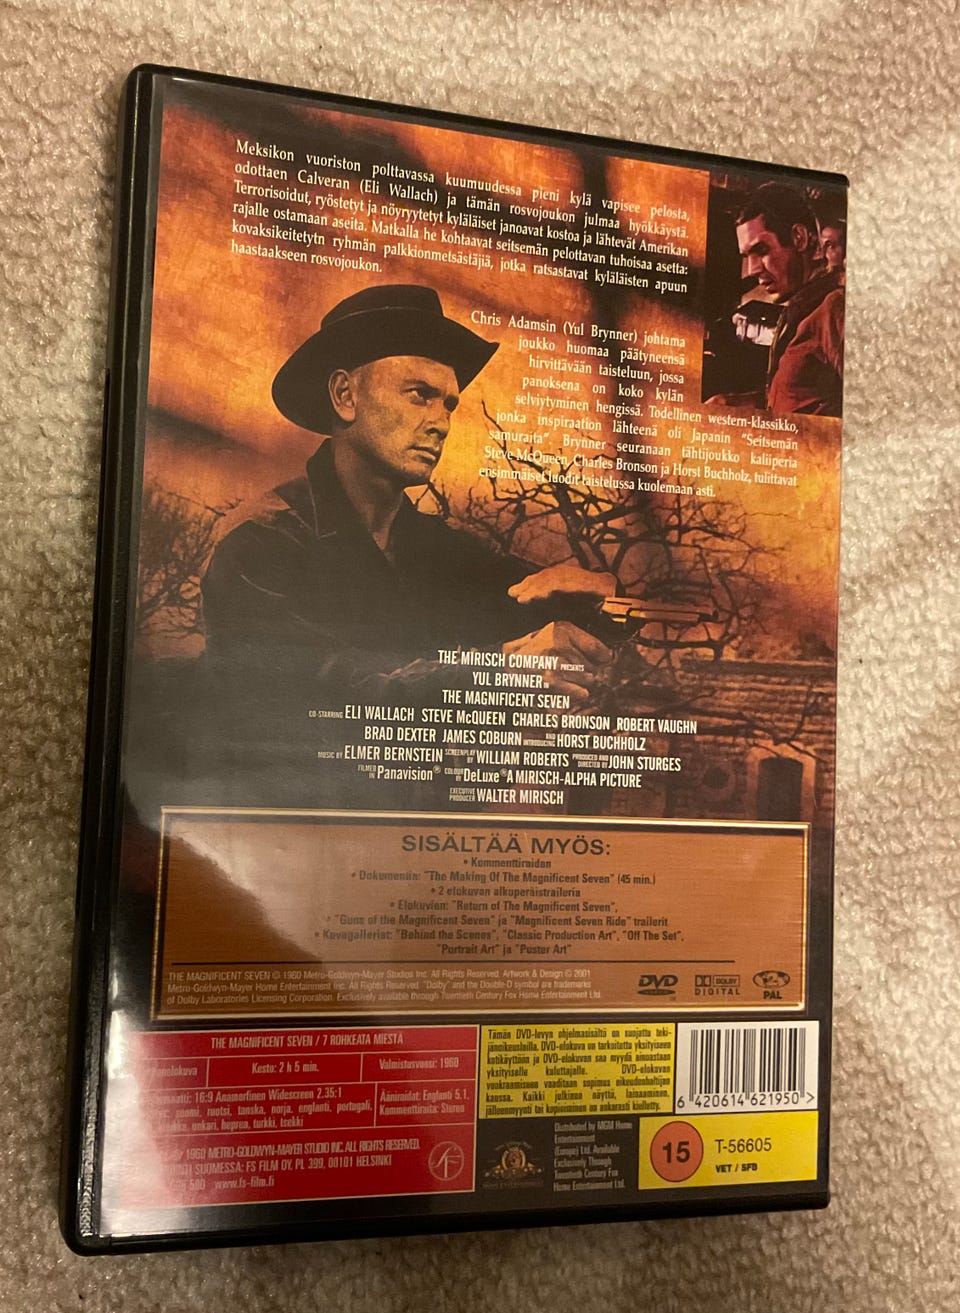 Meksikon vuoriston polttavassa kuumuudessa pieni kylä vapisee pelosta,
odottaen Calveran (Eli Wallach) ja tämän rosvojoukon julmaa hyökkäystä.
Terrorisoidut, ryöstetyt ja nöyryytetyt kyläläiset janoavat kostoa ja lähtevät Amerikan
rajalle ostamaan aseita. Matkalla he kohtaavat seitsemän pelottavan tuhoisaa asetta:
kovaksikeitetytn ryhmän palkkionmetsästäjiä, jotka ratsastavat kyläläisten apuun
haastaakseen rosvojoukon.
Chris Adamsin (Yul Brynner) johtama
joukko huomaa päätyneensä
hirvittävään taisteluun, jossa
panoksena on koko kylän
selviytyminen hengissä. Todellinen western-klassikko,
jonka inspiraation lähteenä oli Japanin "Seitsemän
samuraita". Brynner seuranaan tähtijoukko kaliiperia
Steve McQueen, Charles Bronson ja Horst Buchholz, tulittavat
ensimmäiset luodit taistelussa kuolemaan asti.
THE MIRISCH COMPANY PRESENTS
YUL BRYNNER IN
THE MAGNIFICENT SEVEN
CO-STARRING ELI WALLACH STEVE McQUEEN CHARLES BRONSON ROBERT VAUGHN
BRAD DEXTER JAMES COBURN AND INTRODUCING HORST BUCHHOLZ
MUSIC BY ELMER BERNSTEIN SCREENPLAY BY WILLIAM ROBERTS PRODUCED AND DIRECTED BY JOHN STURGES
FILMED IN Panavision® COLOUR BY DeLuxe® A MIRISCH-ALPHA PICTURE
EXECUTIVE PRODUCER WALTER MIRISCH
SISÄLTÄÄ MYÖS:
• Kommenttiraidan
• Dokumentin: "The Making Of The Magnificent Seven" (45 min.)
• 2 elokuvan alkuperäistraileria
• Elokuvien: "Return of The Magnificent Seven",
"Guns of the Magnificent Seven" ja "Magnificent Seven Ride" trailerit
• Kuvagalleriat: "Behind the Scenes", "Classic Production Art", "Off The Set",
"Portrait Art" ja "Poster Art"
THE MAGNIFICENT SEVEN © 1960 Metro-Goldwyn-Mayer Studios Inc. All Rights Reserved. Artwork & Design © 2001
Metro-Goldwyn-Mayer Home Entertainment Inc. All Rights Reserved. "Dolby" and the Double-D symbol are trademarks
of Dolby Laboratories Licensing Corporation. Exclusively available through Twentieth Century Fox Home Entertainment Ltd.
DVD
VIDEO
DOLBY
DIGITAL
PAL
THE MAGNIFICENT SEVEN / 7 ROHKEATA MIESTÄ
Kesto: 2 h 5 min.
Valmistusvuosi: 1960
16:9 Anamorfinen Widescreen 2.35:1
suomi, ruotsi, tanska, norja, englanti, portugali,
unkari, heprea, turkki, tsekki
Ääniraidat: Englanti 5.1,
Kommenttiraita: Stereo
1960 METRO-GOLDWYN-MAYER STUDIO INC. ALL RIGHTS RESERVED.
SUOMESSA: FS FILM OY, PL 399, 00101 HELSINKI
500 www.fs-film.fi
Tämän DVD-levyn ohjelmasisältö on suojattu teki-
jänoikeuslailla. DVD-elokuva on tarkoitettu yksityiseen
kotikäyttöön ja DVD-elokuvan saa myydä ainoastaan
yksityiselle kuluttajalle. DVD-elokuvan
vuokraamiseen vaaditaan sopimus oikeudenhaltijan
kanssa. Kaikki julkinen näyttö, lainaaminen,
jälleenmyynti tai kopioiminen on ankarasti kielletty.
6 420614 621950 >
Distributed by MGM Home
Entertainment
(Europe) Ltd. Available
Exclusively Through
Twentieth Century Fox
Home Entertainment Ltd.
15
T-56605
VET / SFB